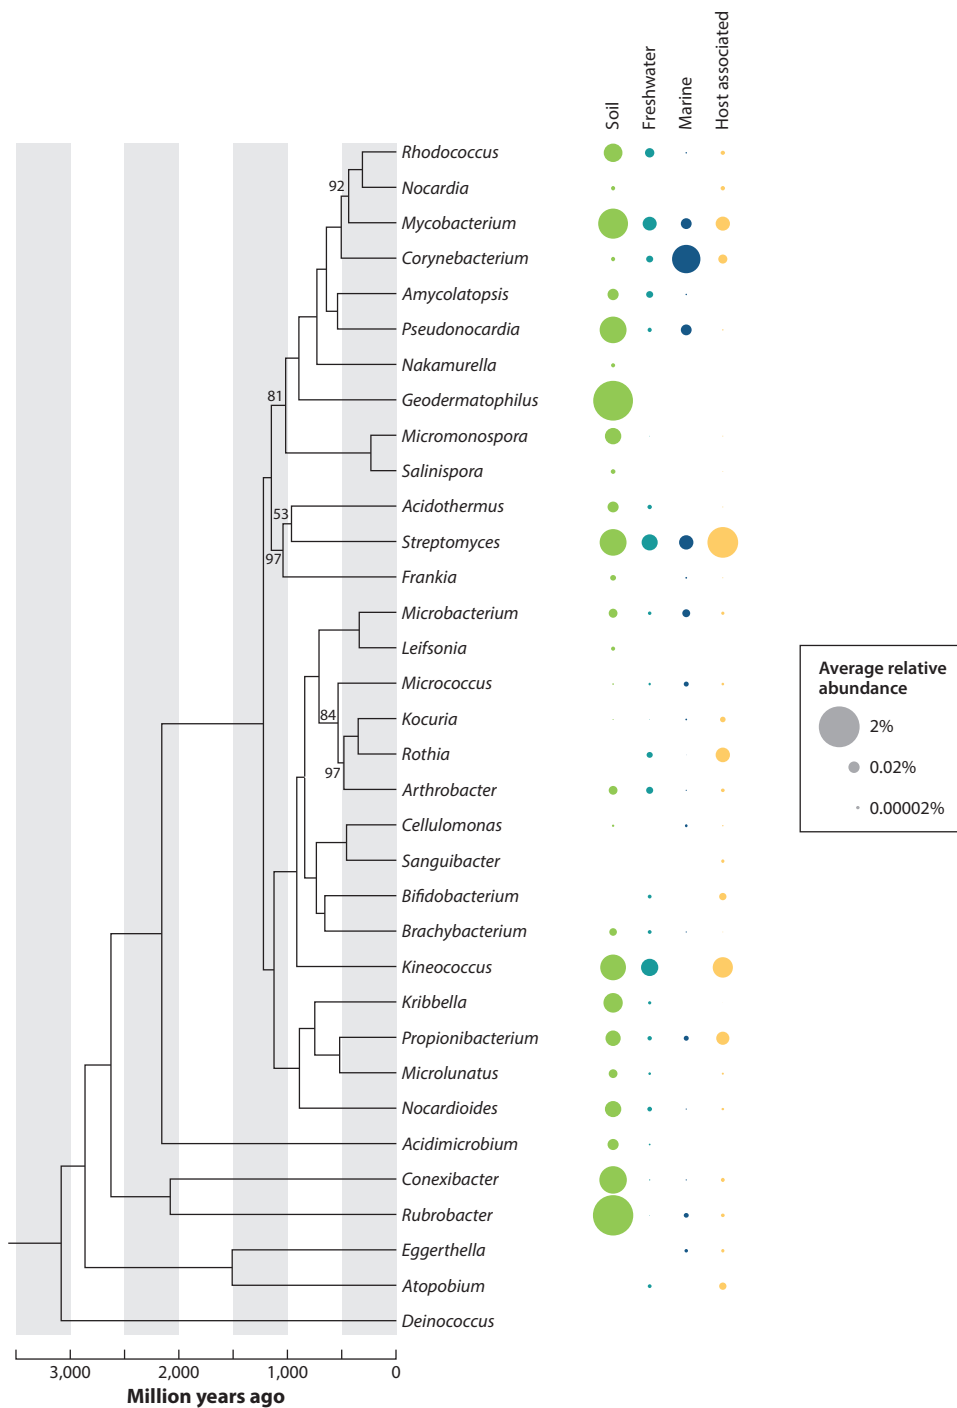 Soil
Freshwater
Marine
Host associated
Rhodococcus
92
Nocardia
Mycobacterium
Corynebacterium
Amycolatopsis
Pseudonocardia
Nakamurella
81
Geodermatophilus
Micromonospora
Salinispora
Acidothermus
53
Streptomyces
97
Frankia
Microbacterium
Leifsonia
Micrococcus
84
Kocuria
Rothia
97
Arthrobacter
Cellulomonas
Sanguibacter
Bifidobacterium
Brachybacterium
Kineococcus
Kribbella
Propionibacterium
Microlunatus
Nocardioides
Acidimicrobium
Conexibacter
Rubrobacter
Eggerthella
Atopobium
Deinococcus
Average relative
abundance
2%
0.02%
0.00002%
3,000 2,000 1,000 0
Million years ago